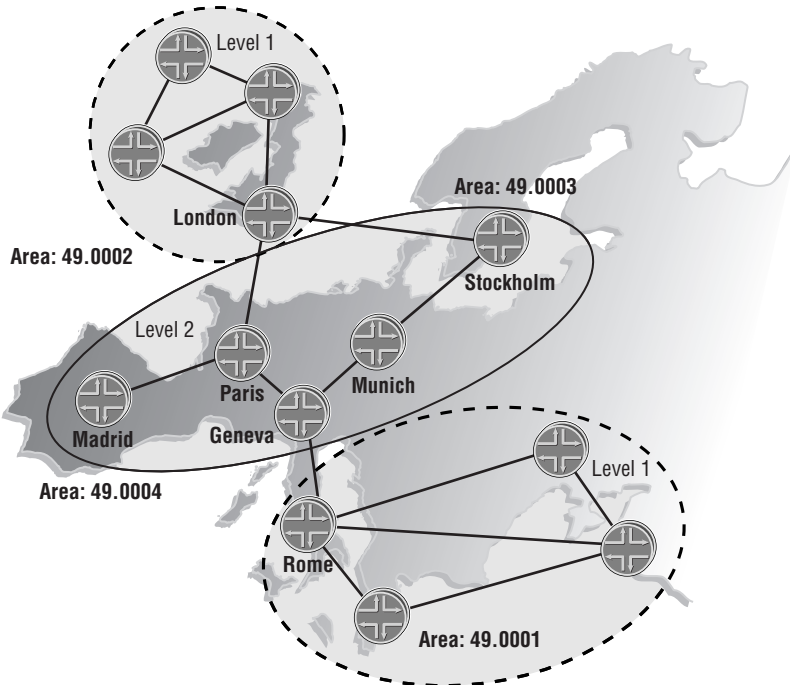 Level 1
Area: 49.0003
London
Area: 49.0002
Stockholm
Level 2
Paris
Munich
Madrid
Geneva
Level 1
Area: 49.0004
Rome
Area: 49.0001